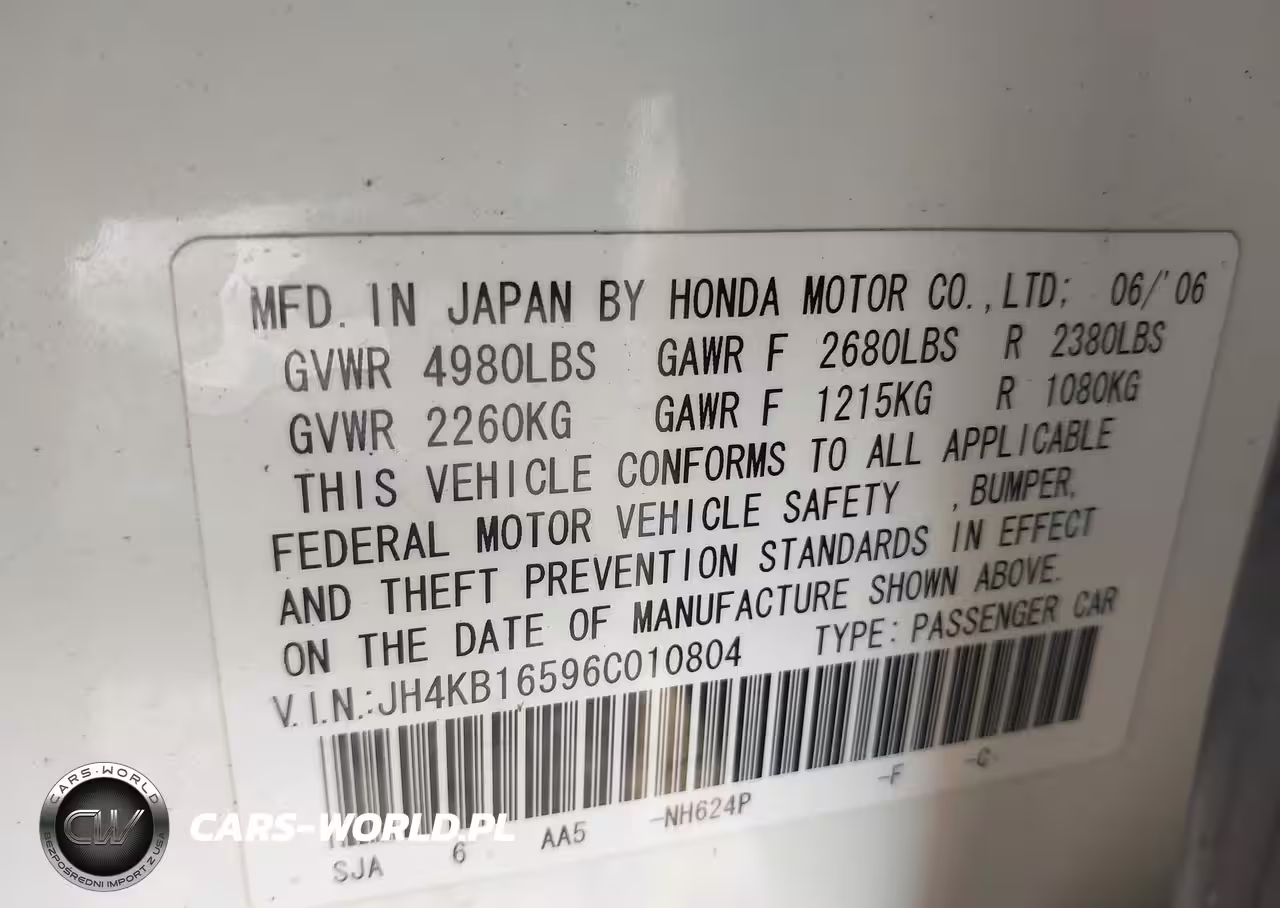 MFD. IN JAPAN BY HONDA MOTOR CO.,LTD; 06/'06
GVWR 4980LBS GAWR F 2680LBS R 2380LBS
GVWR 2260KG GAWR F 1215KG R 1080KG
THIS VEHICLE CONFORMS TO ALL APPLICABLE
FEDERAL MOTOR VEHICLE SAFETY ,BUMPER,
AND THEFT PREVENTION STANDARDS IN EFFECT
ON THE DATE OF MANUFACTURE SHOWN ABOVE.
V.I.N.:JH4KB16596C010804 TYPE:PASSENGER CAR
SJA 6 AA5 -NH624P -F -C-
CARS-WORLD
CW
BEZPOŚREDNI IMPORT Z USA
CARS-WORLD.PL